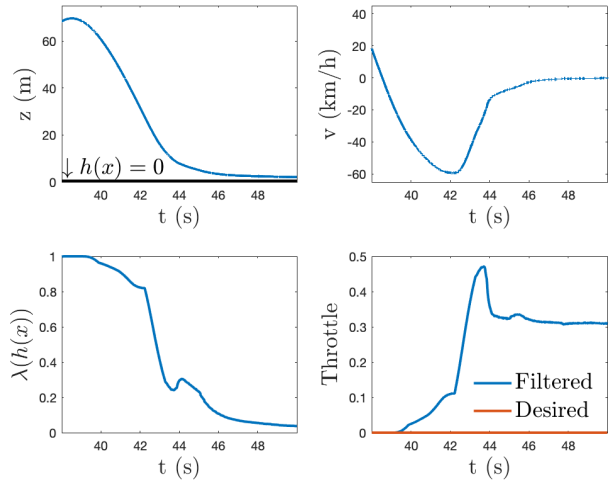 60
40
20
0
z (m)
↓ h(x) = 0
40 42 44 46 48
t (s)
40
20
0
-20
-40
-60
v (km/h)
40 42 44 46 48
t (s)
1
0.8
0.6
0.4
0.2
0
λ(h(x))
40 42 44 46 48
t (s)
0.5
0.4
0.3
0.2
0.1
0
Throttle
Filtered
Desired
40 42 44 46 48
t (s)